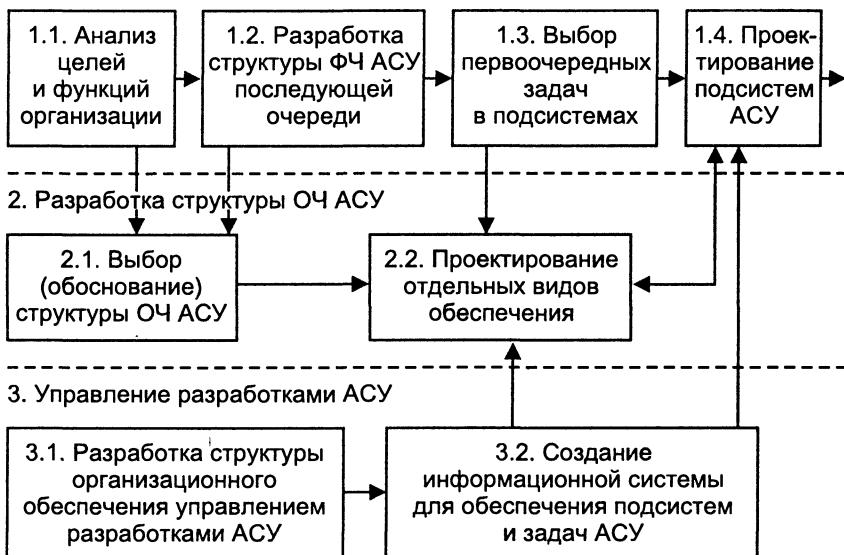 1.1. Анализ
целей
и функций
организации
1.2. Разработка
структуры ФЧ АСУ
последующей
очереди
1.3. Выбор
первоочередных
задач
в подсистемах
1.4. Проек-
тирование
подсистем
АСУ
2. Разработка структуры ОЧ АСУ
2.1. Выбор
(обоснование)
структуры ОЧ АСУ
2.2. Проектирование
отдельных видов
обеспечения
3. Управление разработками АСУ
3.1. Разработка структуры
организационного
обеспечения управлением
разработками АСУ
3.2. Создание
информационной системы
для обеспечения подсистем
и задач АСУ